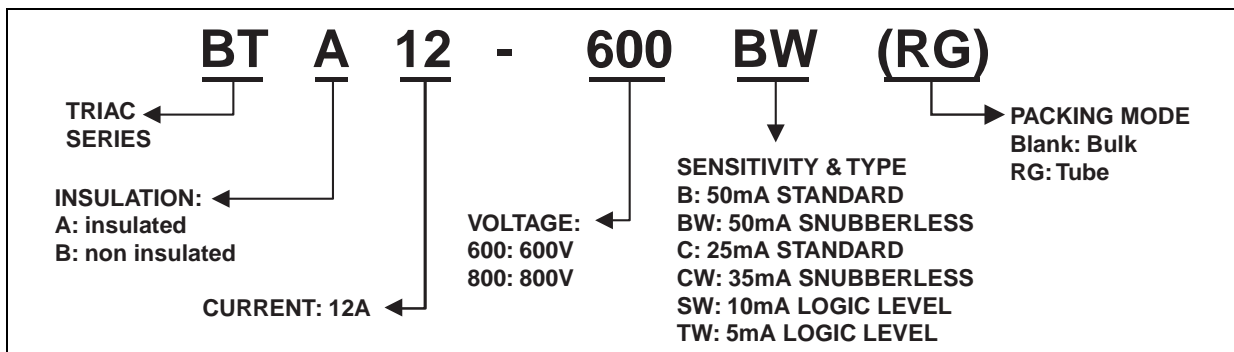 BT A 12 - 600 BW (RG)
TRIAC
SERIES
INSULATION:
A: insulated
B: non insulated
CURRENT: 12A
VOLTAGE:
600: 600V
800: 800V
SENSITIVITY & TYPE
B: 50mA STANDARD
BW: 50mA SNUBBERLESS
C: 25mA STANDARD
CW: 35mA SNUBBERLESS
SW: 10mA LOGIC LEVEL
TW: 5mA LOGIC LEVEL
PACKING MODE
Blank: Bulk
RG: Tube